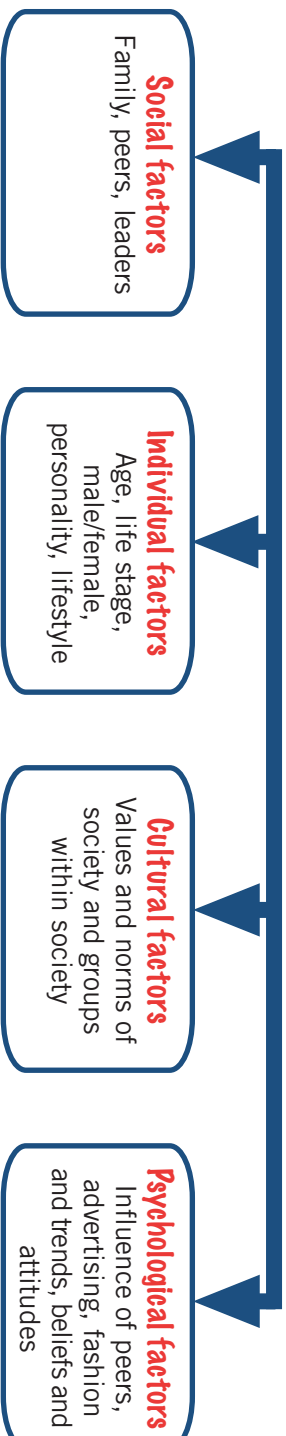 Social factors
Family, peers, leaders
Individual factors
Age, life stage,
male/female,
personality, lifestyle
Cultural factors
Values and norms of
society and groups
within society
Psychological factors
Influence of peers,
advertising, fashion
and trends, beliefs and
attitudes